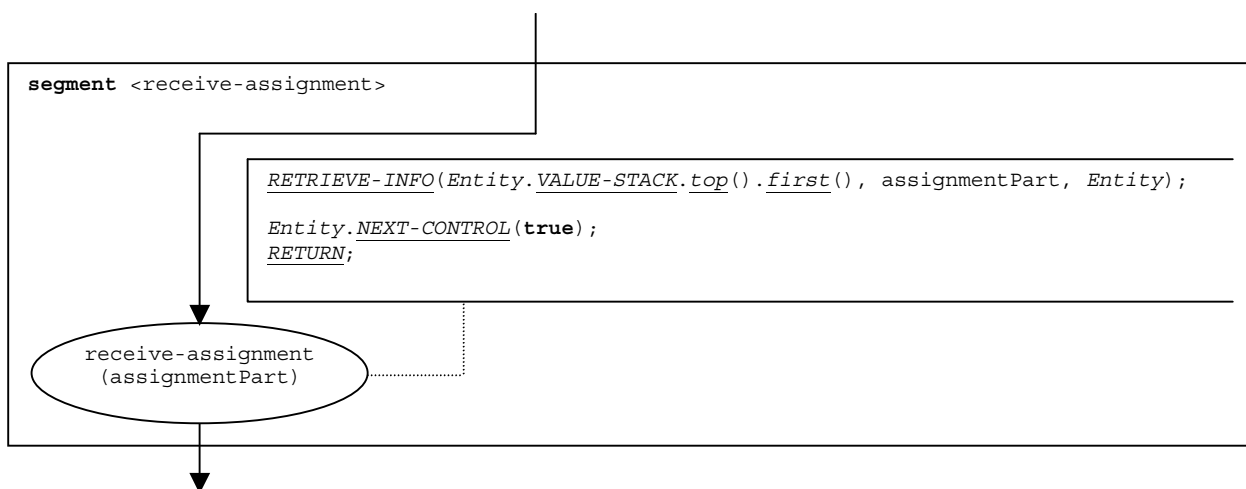 segment <receive-assignment>
RETRIEVE-INFO(Entity.VALUE-STACK.top().first(), assignmentPart, Entity);
Entity.NEXT-CONTROL(true);
RETURN;
receive-assignment
(assignmentPart)